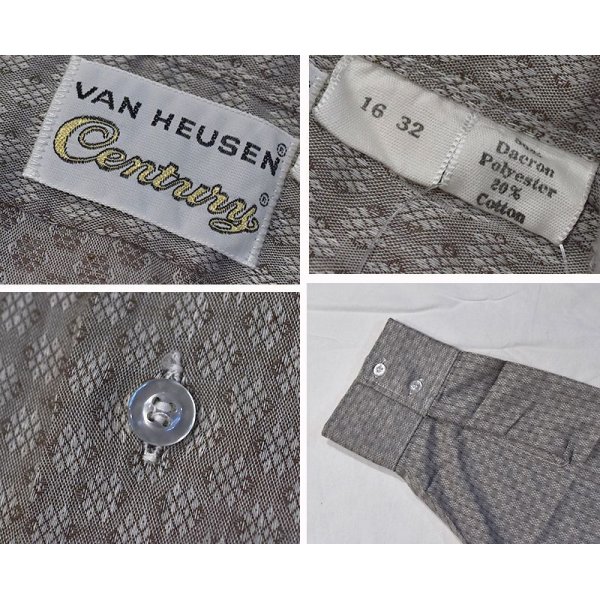 VAN HEUSEN®
Century®
16 32
Dacron
Polyester
20%
Cotton